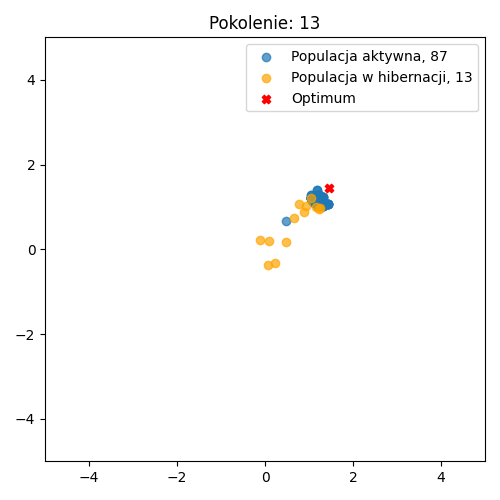 Pokolenie: 13
Populacja aktywna, 87
Populacja w hibernacji, 13
Optimum
4
2
0
−2
−4
−4
−2
0
2
4